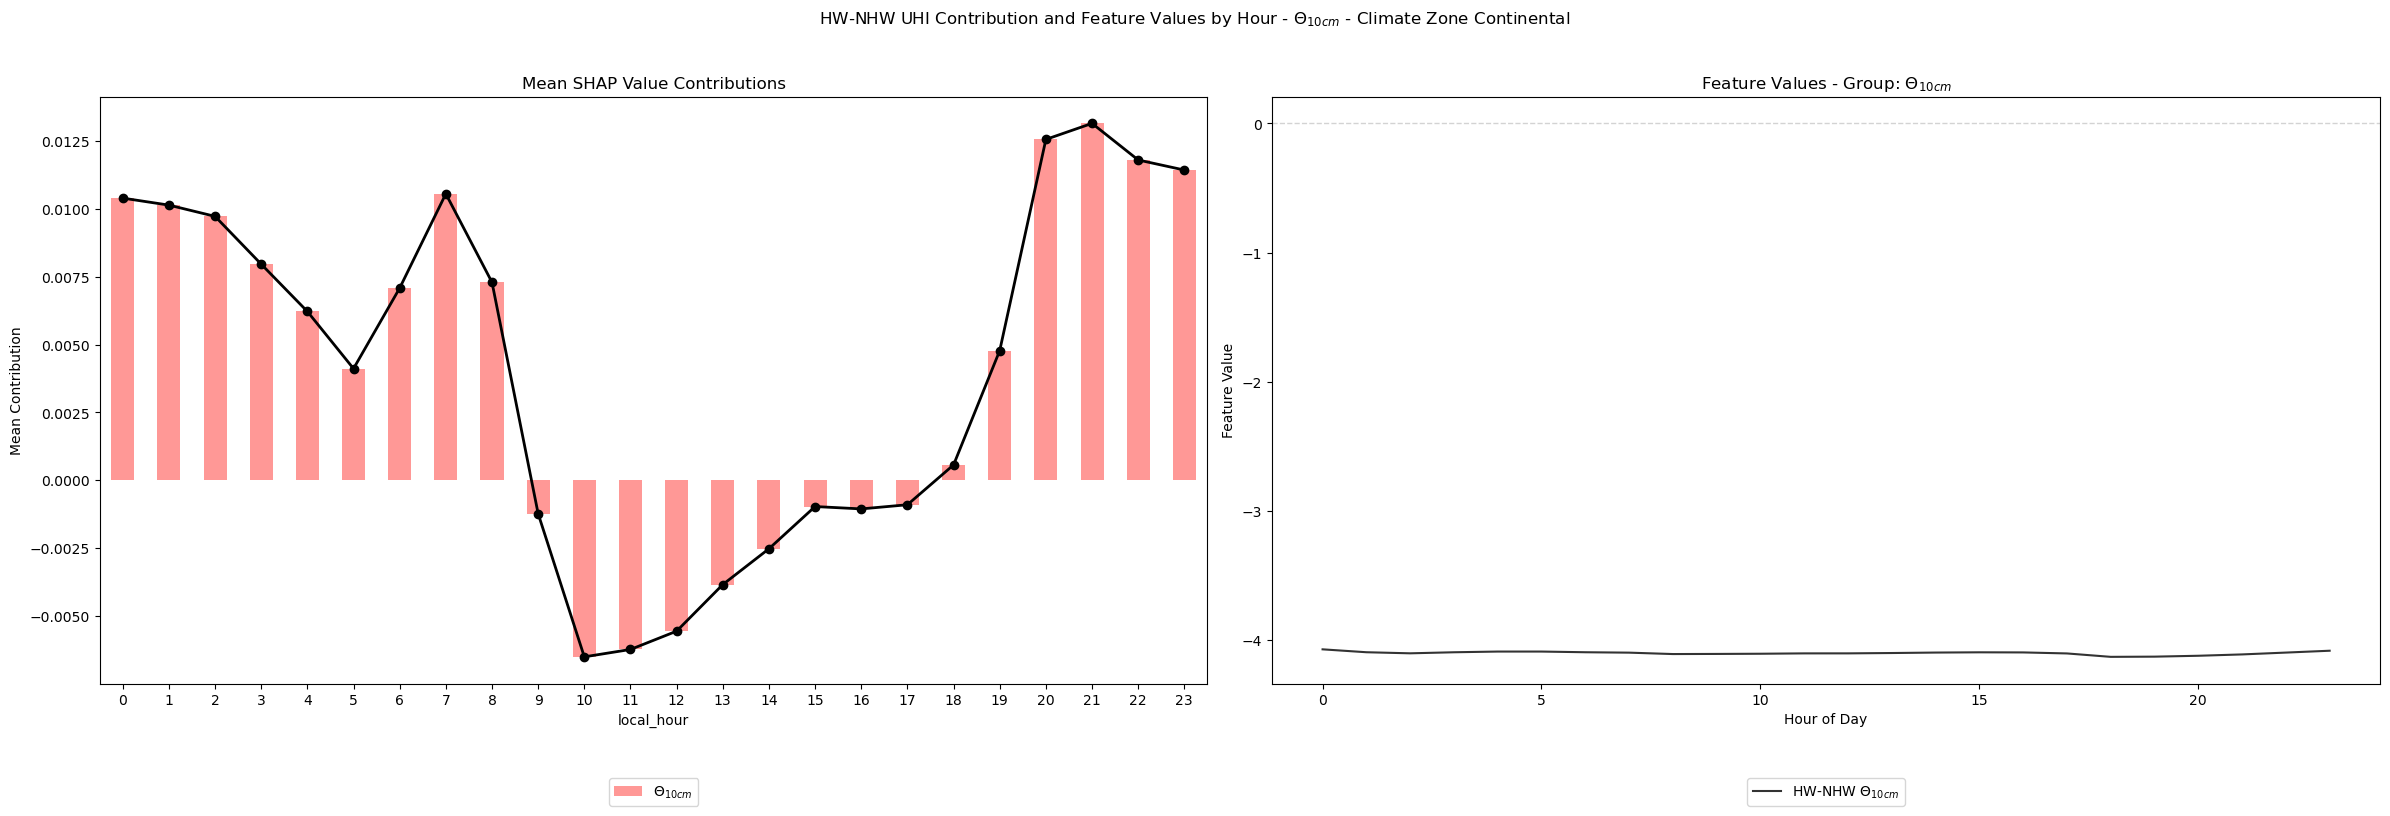 HW-NHW UHI Contribution and Feature Values by Hour - Θ10cm - Climate Zone Continental
Mean SHAP Value Contributions
Mean Contribution
0.0125
0.0100
0.0075
0.0050
0.0025
0.0000
−0.0025
−0.0050
0 1 2 3 4 5 6 7 8 9 10 11 12 13 14 15 16 17 18 19 20 21 22 23
local_hour
Θ10cm
Feature Values - Group: Θ10cm
Feature Value
0
−1
−2
−3
−4
0 5 10 15 20
Hour of Day
HW-NHW Θ10cm